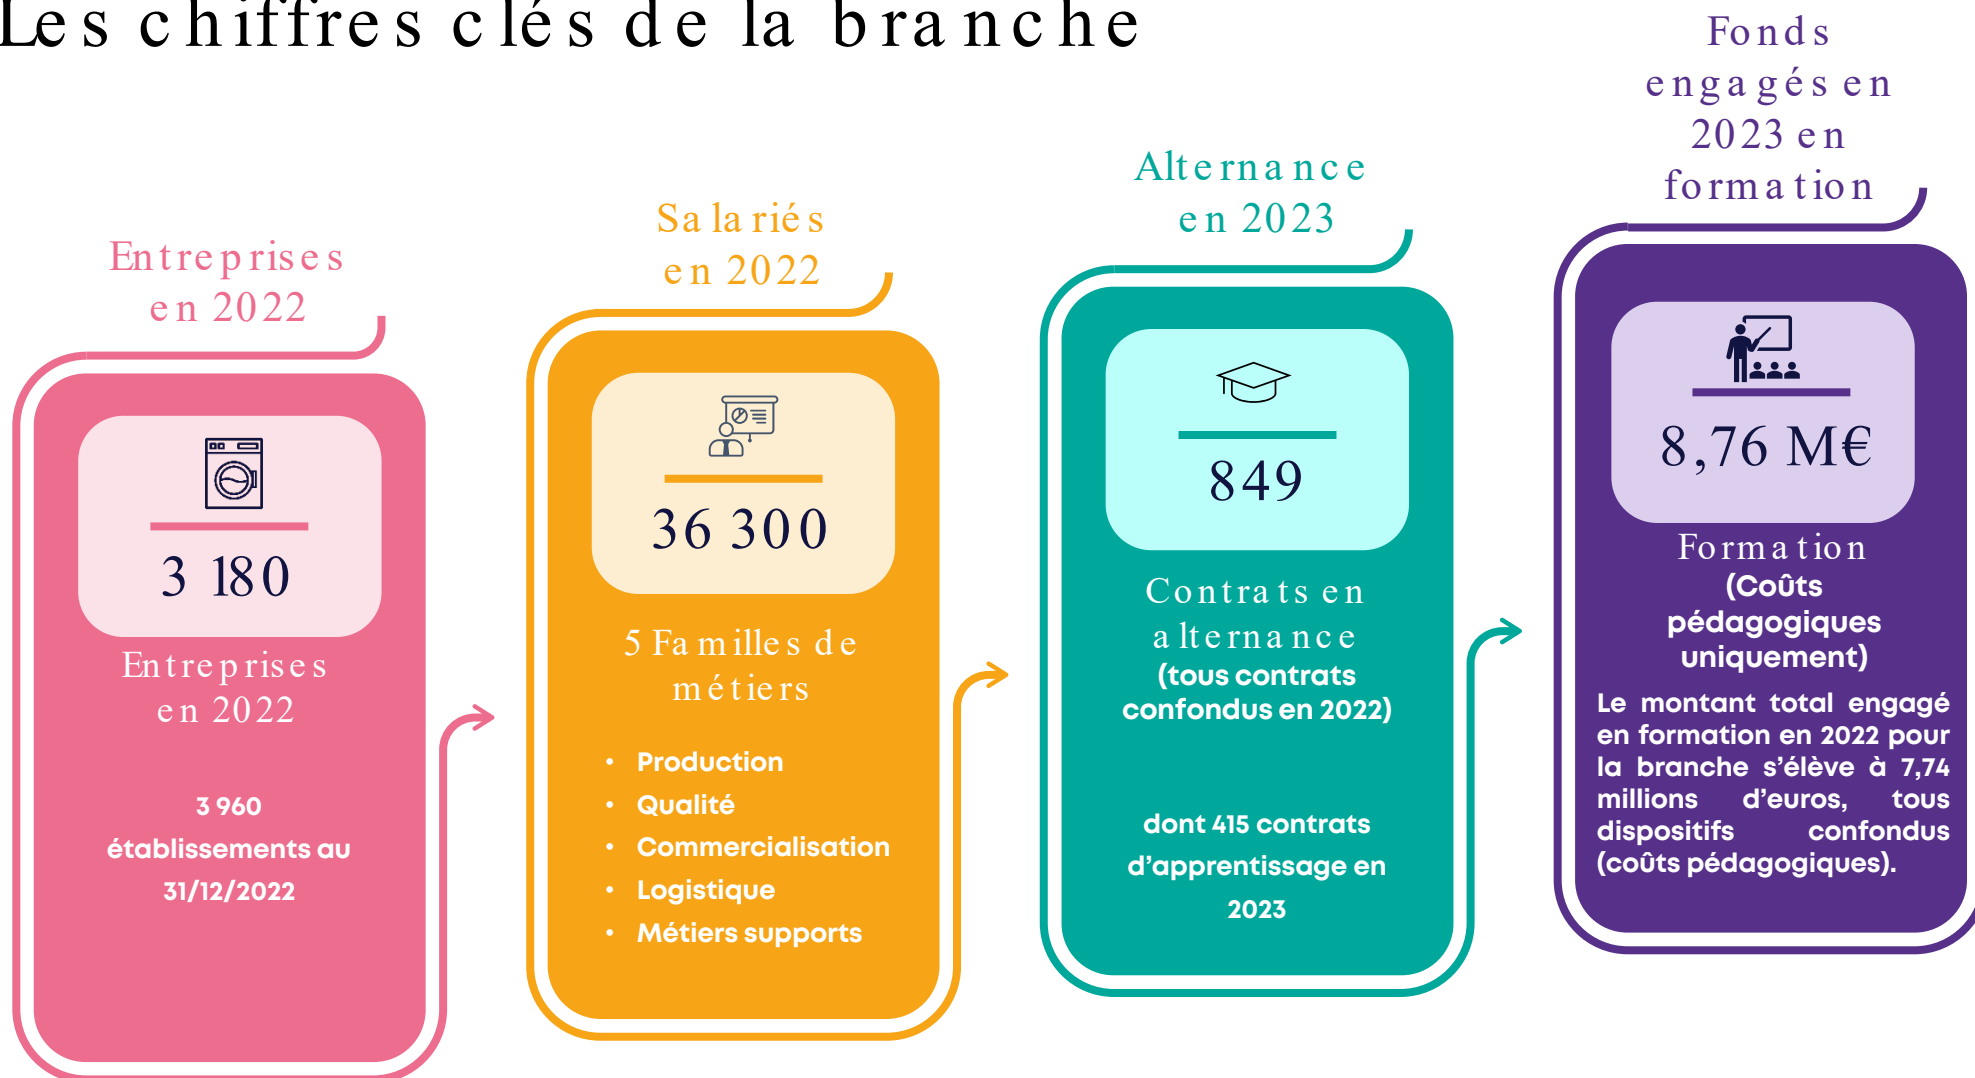 Les chiffres clés de la branche
Entreprises
en 2022
3 180
Entreprises
en 2022
3 960
établissements au
31/12/2022
Salariés
en 2022
36 300
5 Familles de
métiers
• Production
• Qualité
• Commercialisation
• Logistique
• Métiers supports
Alternance
en 2023
849
Contrats en
alternance
(tous contrats
confondus en 2022)
dont 415 contrats
d’apprentissage en
2023
Fonds
engagés en
2023 en
formation
8,76 M€
Formation
(Coûts
pédagogiques
uniquement)
Le montant total engagé
en formation en 2022 pour
la branche s’élève à 7,74
millions d’euros, tous
dispositifs confondus
(coûts pédagogiques).